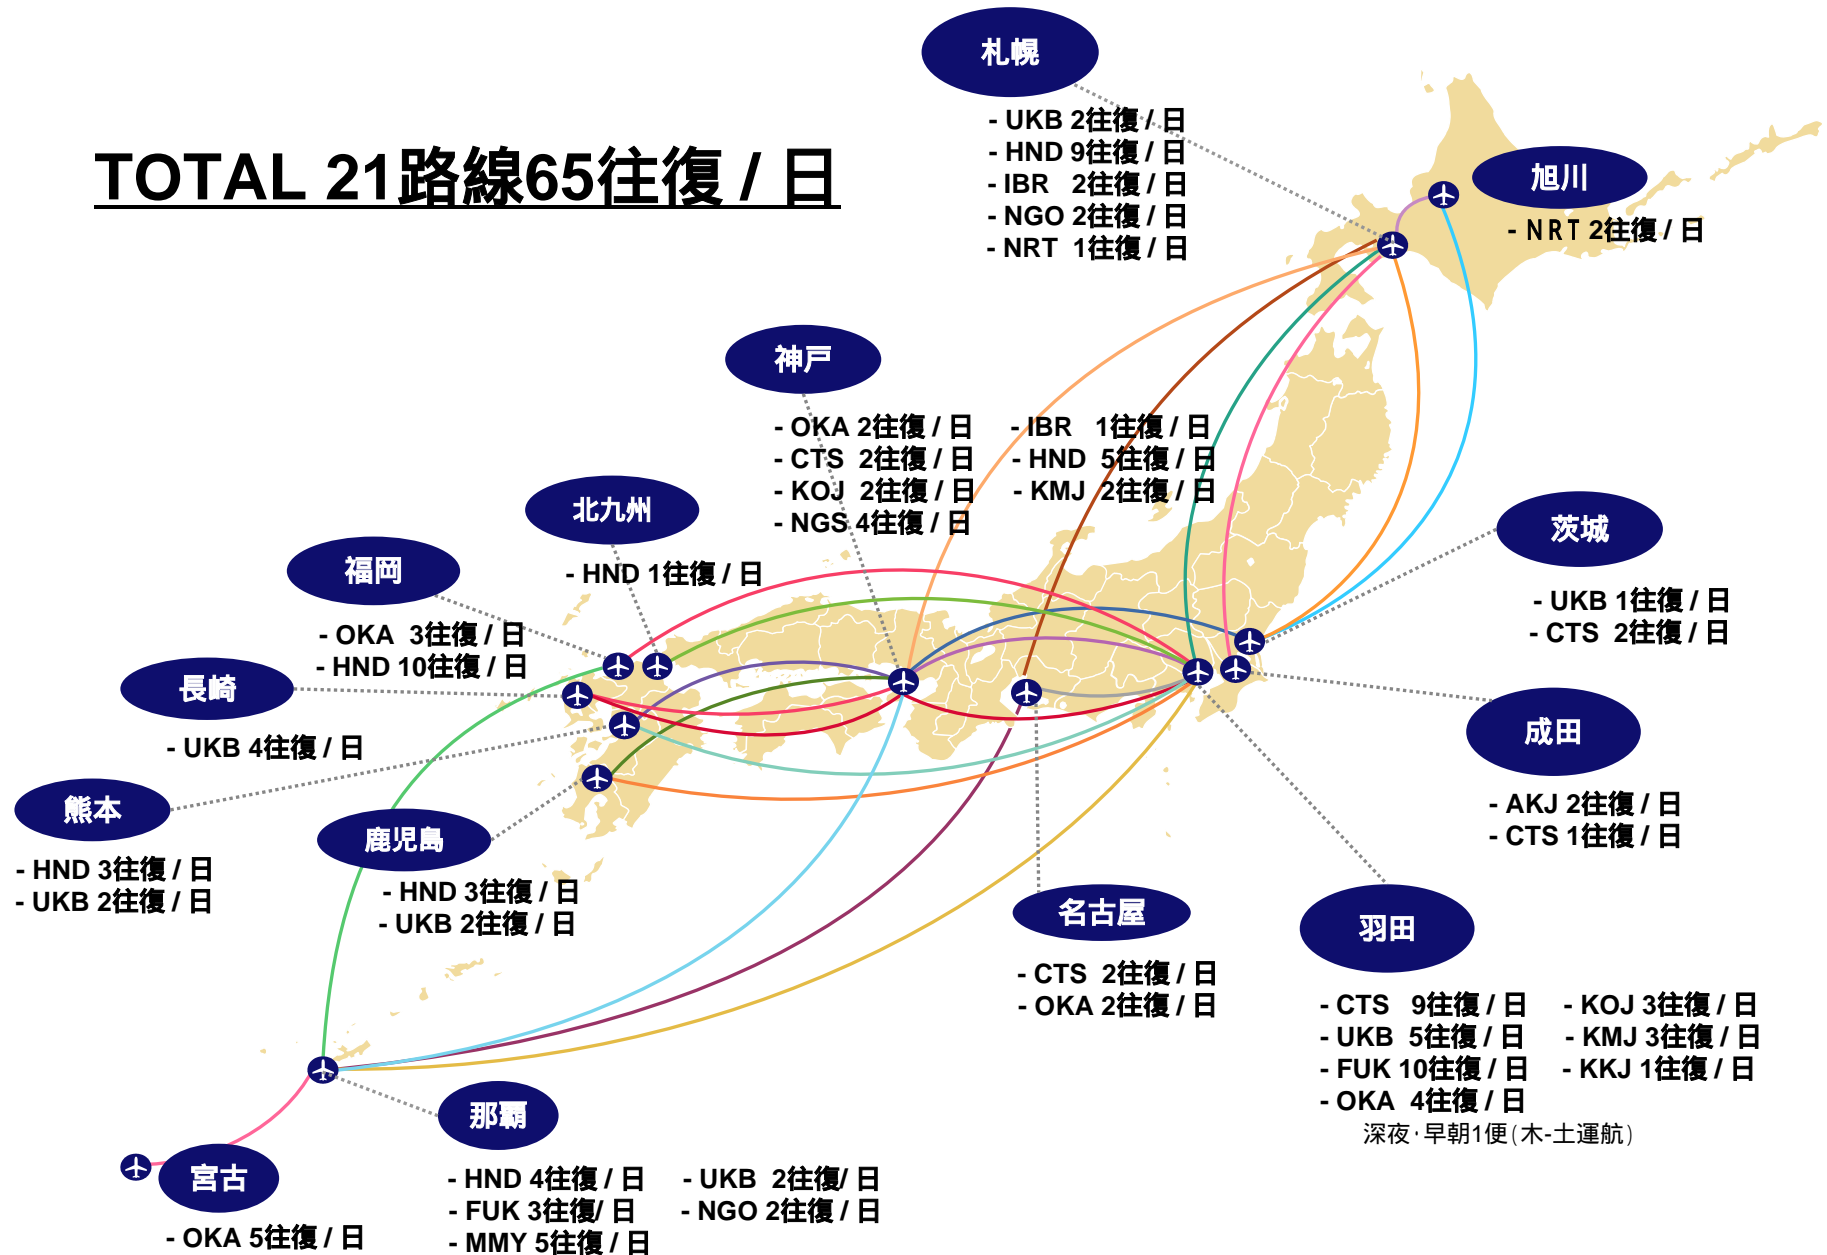 TOTAL 21路線65往復 / 日
札幌
- UKB 2往復 / 日
- HND 9往復 / 日
- IBR 2往復 / 日
- NGO 2往復 / 日
- NRT 1往復 / 日
旭川
- NRT 2往復 / 日
神戸
- OKA 2往復 / 日
- CTS 2往復 / 日
- KOJ 2往復 / 日
- NGS 4往復 / 日
- IBR 1往復 / 日
- HND 5往復 / 日
- KMJ 2往復 / 日
北九州
- HND 1往復 / 日
福岡
- OKA 3往復 / 日
- HND 10往復 / 日
長崎
- UKB 4往復 / 日
熊本
- HND 3往復 / 日
- UKB 2往復 / 日
鹿児島
- HND 3往復 / 日
- UKB 2往復 / 日
茨城
- UKB 1往復 / 日
- CTS 2往復 / 日
成田
- AKJ 2往復 / 日
- CTS 1往復 / 日
名古屋
- CTS 2往復 / 日
- OKA 2往復 / 日
羽田
- CTS 9往復 / 日
- UKB 5往復 / 日
- FUK 10往復 / 日
- OKA 4往復 / 日
深夜･早朝1便(木-土運航)
- KOJ 3往復 / 日
- KMJ 3往復 / 日
- KKJ 1往復 / 日
那覇
- HND 4往復 / 日
- FUK 3往復/ 日
- MMY 5往復 / 日
- UKB 2往復/ 日
- NGO 2往復 / 日
宮古
- OKA 5往復 / 日